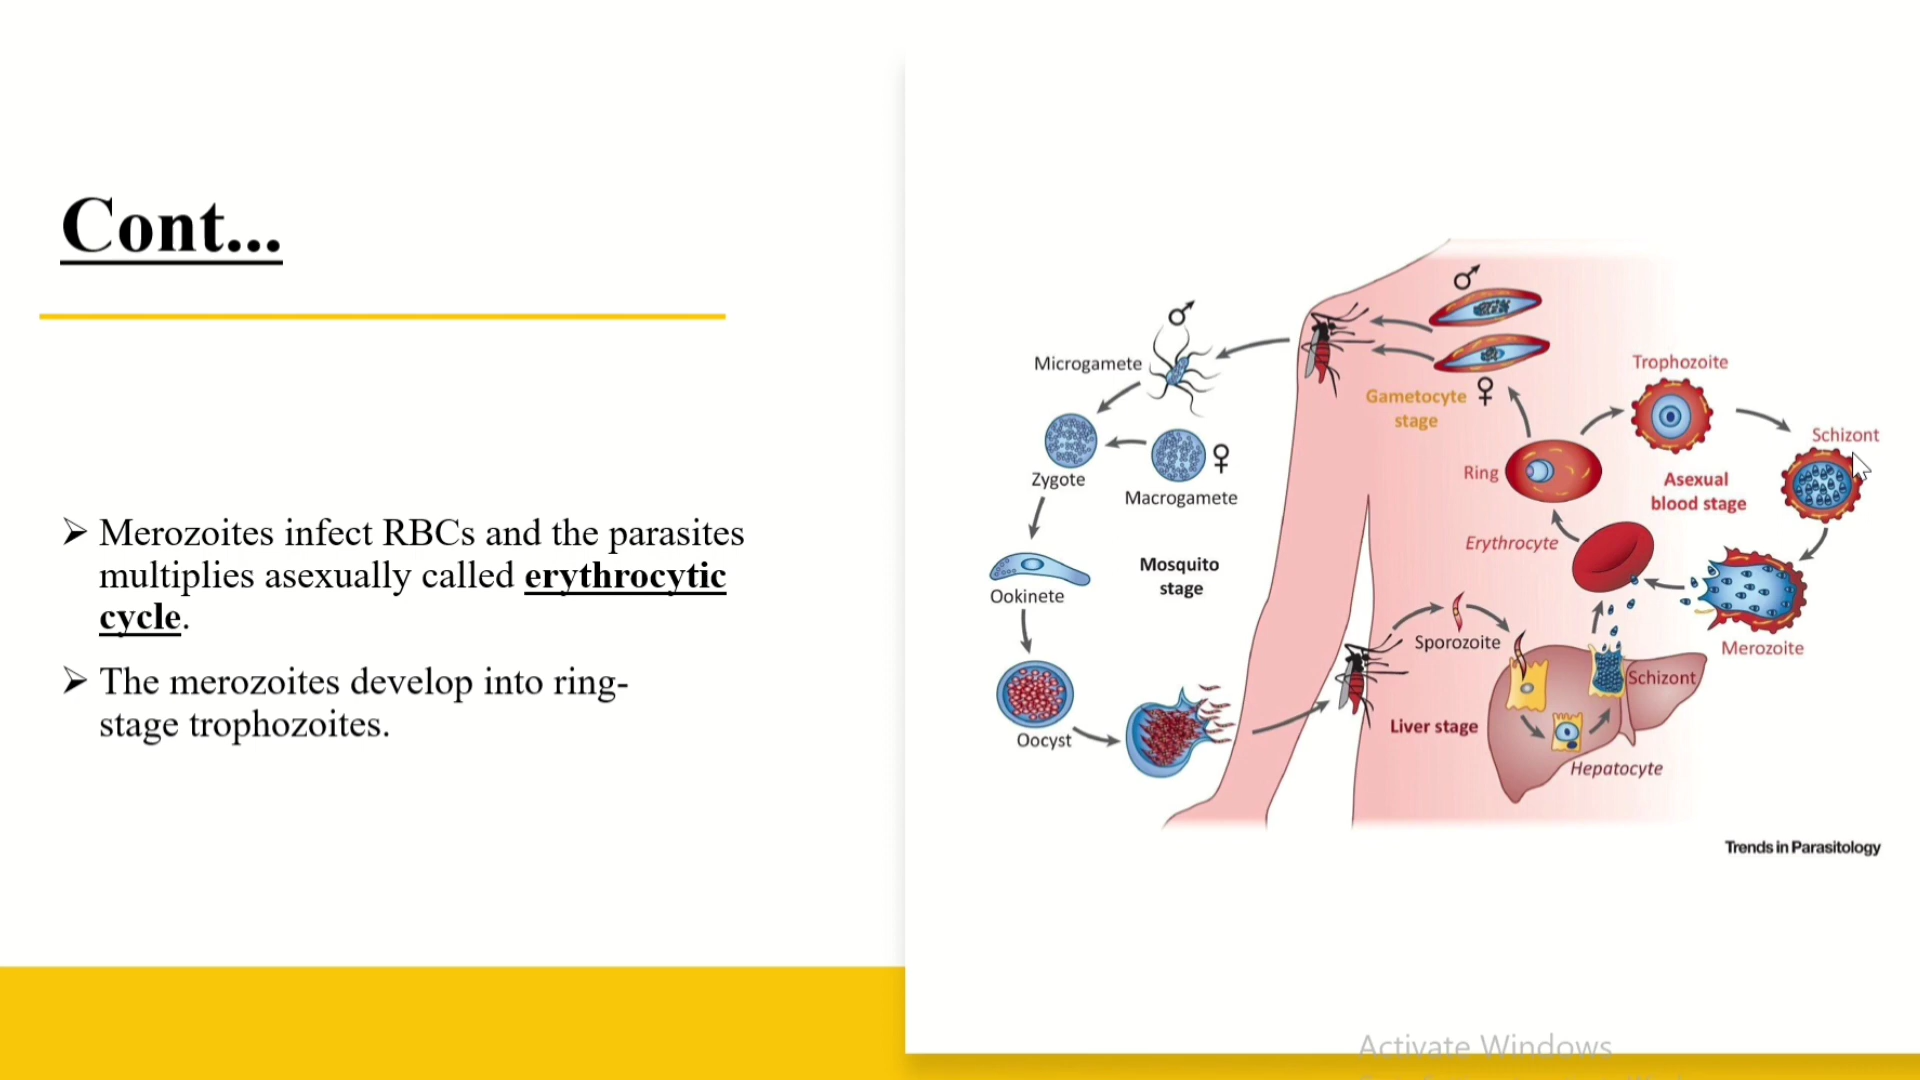 Cont...
➢ Merozoites infect RBCs and the parasites
multiplies asexually called erythrocytic
cycle.
➢ The merozoites develop into ring-
stage trophozoites.
♂
♂
Microgamete
Trophozoite
Gametocyte ♀
stage
Schizont
Zygote
♀
Macrogamete
Ring
Asexual
blood stage
Erythrocyte
Mosquito
stage
Ookinete
Sporozoite
Merozoite
Schizont
Liver stage
Oocyst
Hepatocyte
Trends in Parasitology
Activate Windows